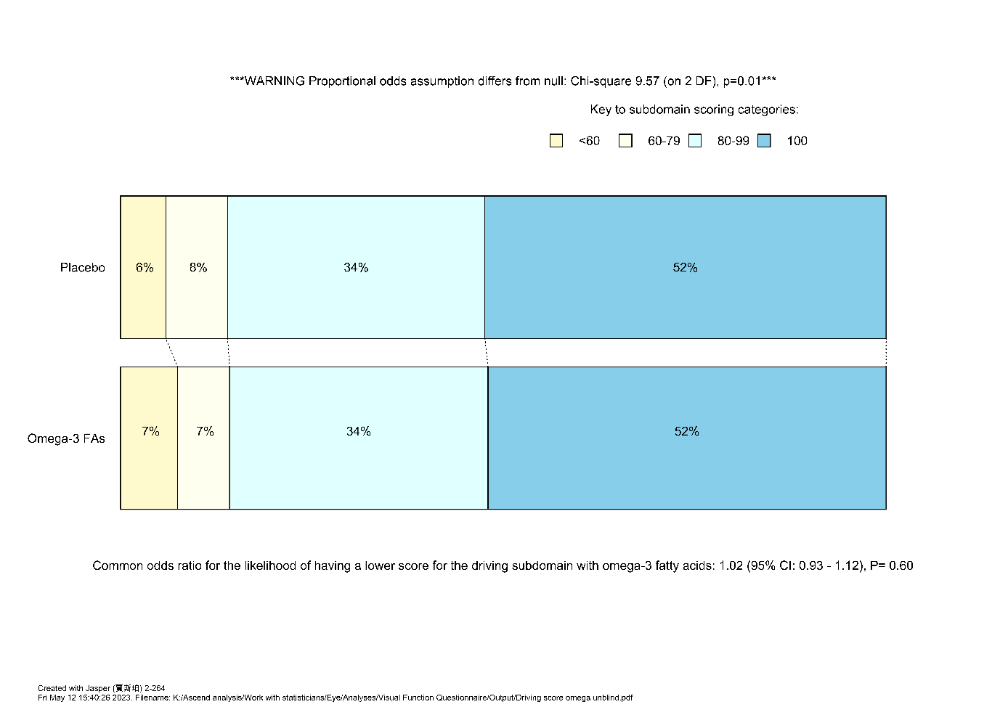 ***WARNING Proportional odds assumption differs from null: Chi-square 9.57 (on 2 DF), p=0.01***
Key to subdomain scoring categories:
<60 60-79 80-99 100
Placebo 6% 8% 34% 52%
Omega-3 FAs 7% 7% 34% 52%
Common odds ratio for the likelihood of having a lower score for the driving subdomain with omega-3 fatty acids: 1.02 (95% CI: 0.93 - 1.12), P= 0.60
Created with Jasper (賈斯珀) 2-264
Fri May 12 15:40:26 2023. Filename: K:/Ascend analysis/Work with statisticians/Eye/Analyses/Visual Function Questionnaire/Output/Driving score omega unblind.pdf